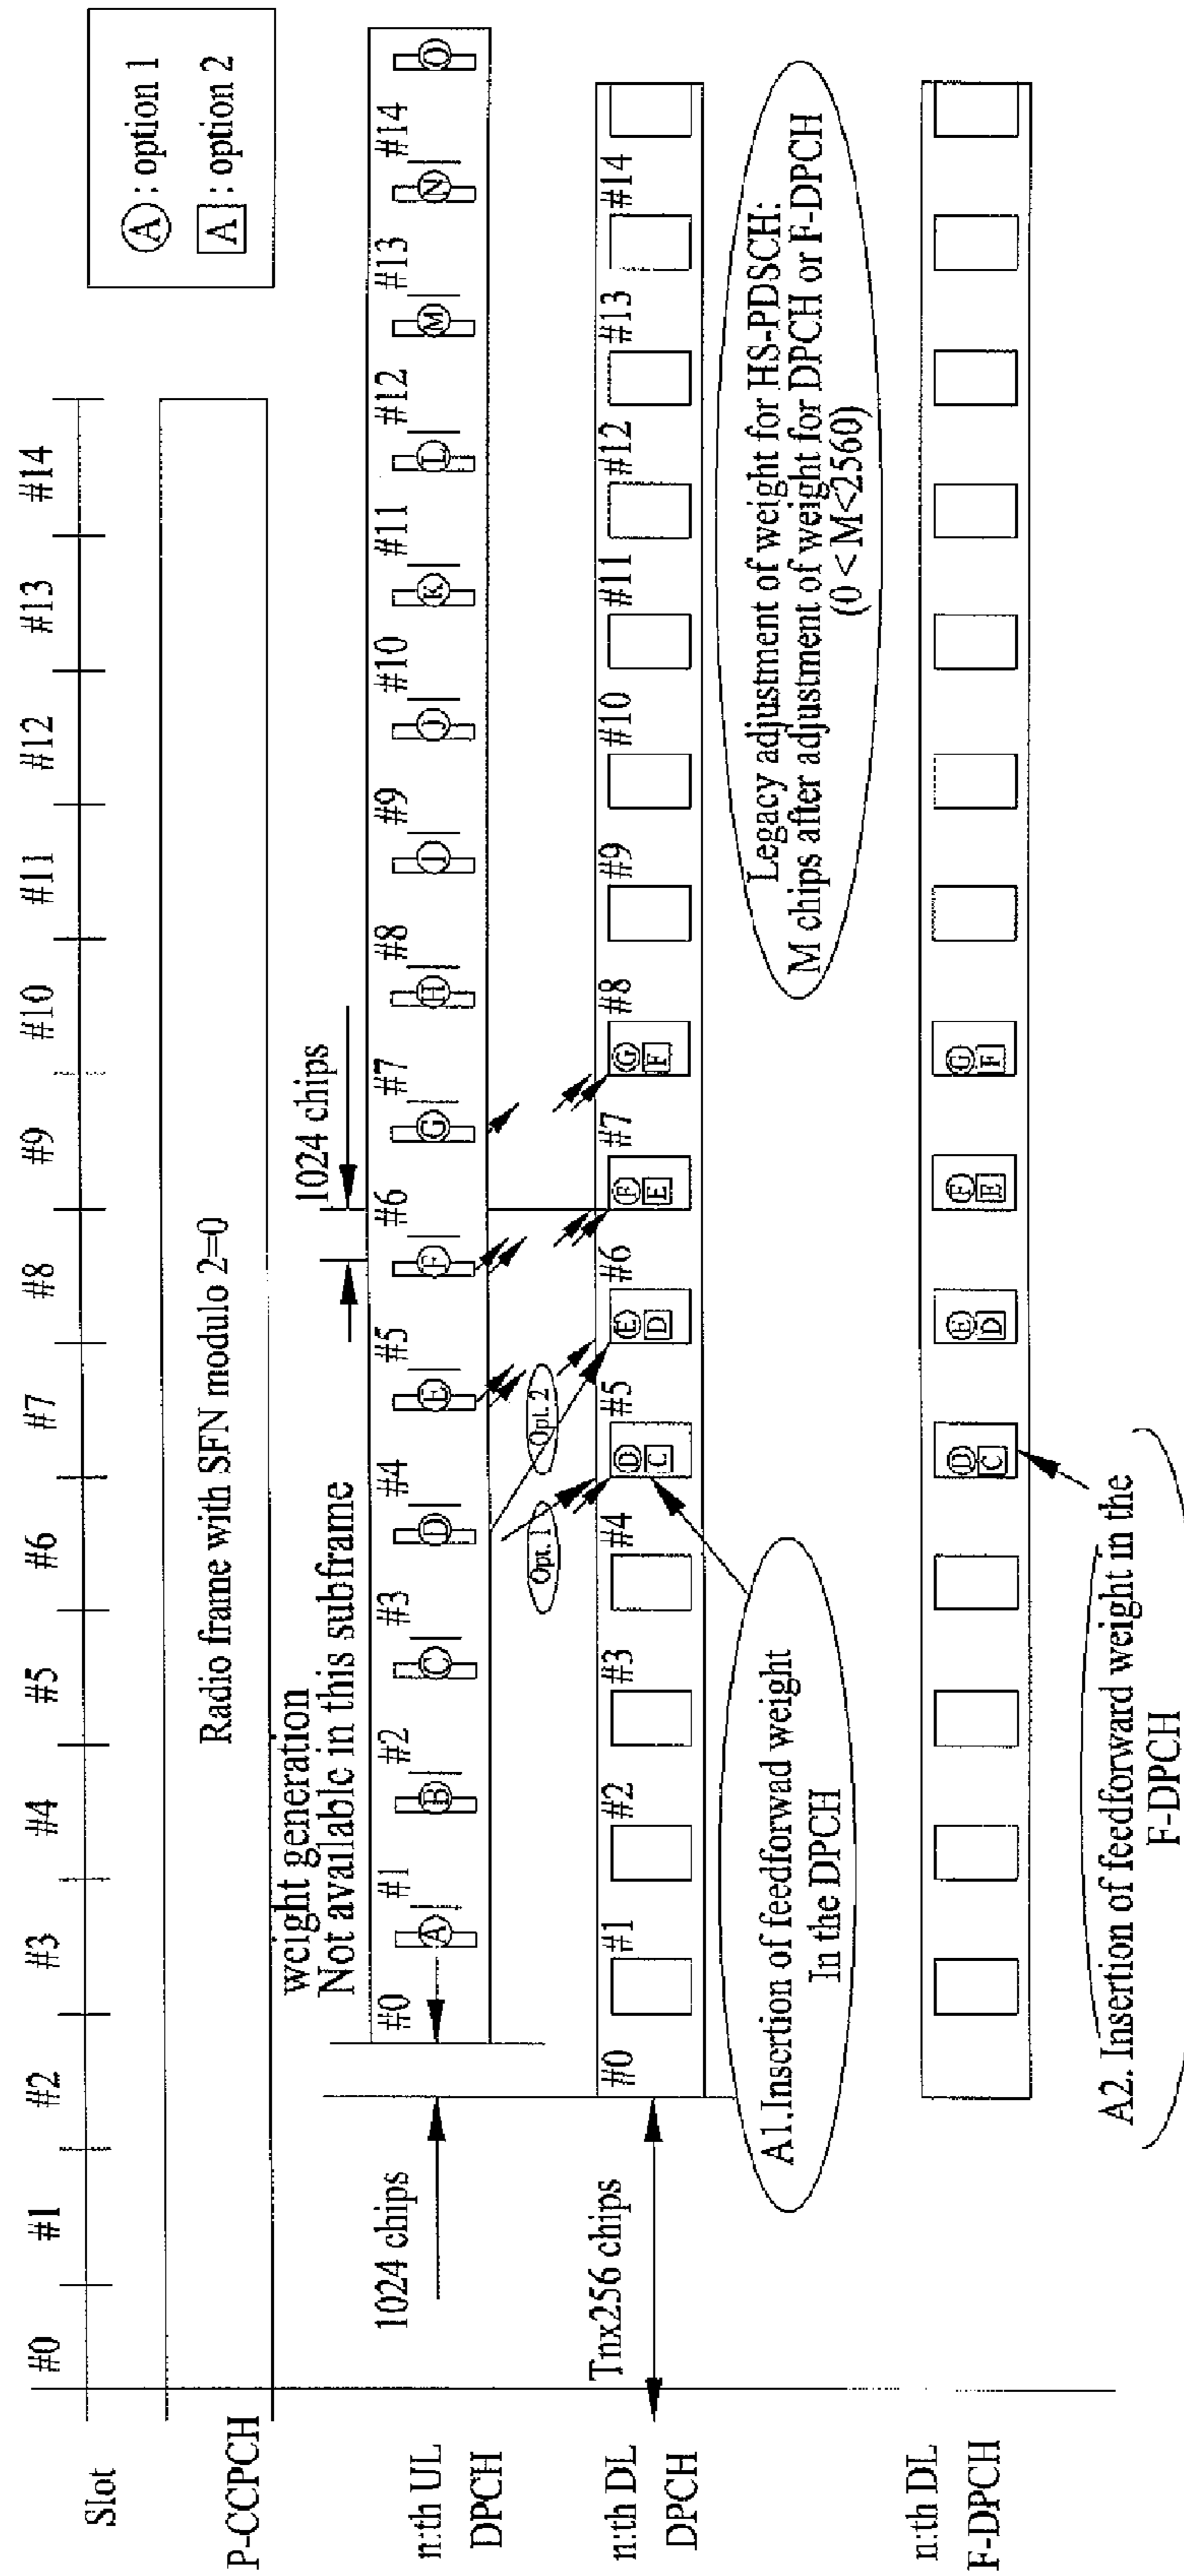 Slot
#0 #1 #2 #3 #4 #5 #6 #7 #8 #9 #10 #11 #12 #13 #14
P-CCPCH
Radio frame with SFN modulo 2=0
A : option 1
A : option 2
weight generation
Not available in this subframe
1024 chips
1024 chips
n:th UL
DPCH
#0 #1 #2 #3 #4 #5 #6 #7 #8 #9 #10 #11 #12 #13 #14
A B C D E F G H I J K L M N O
Opt. 1
Opt. 2
Tnx256 chips
n:th DL
DPCH
#0 #1 #2 #3 #4 #5 #6 #7 #8 #9 #10 #11 #12 #13 #14
D E F G
C D E F
A1.Insertion of feedforwad weight
In the DPCH
Legacy adjustment of weight for HS-PDSCH:
M chips after adjustment of weight for DPCH or F-DPCH
(0 < M<2560)
n:th DL
F-DPCH
D E F G
C D E F
A2. Insertion of feedforward weight in the
F-DPCH